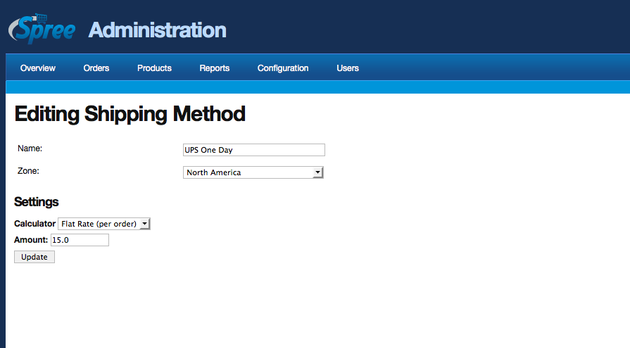 Spree Administration
Overview Orders Products Reports Configuration Users
Editing Shipping Method
Name: UPS One Day
Zone: North America
Settings
Calculator Flat Rate (per order)
Amount: 15.0
Update